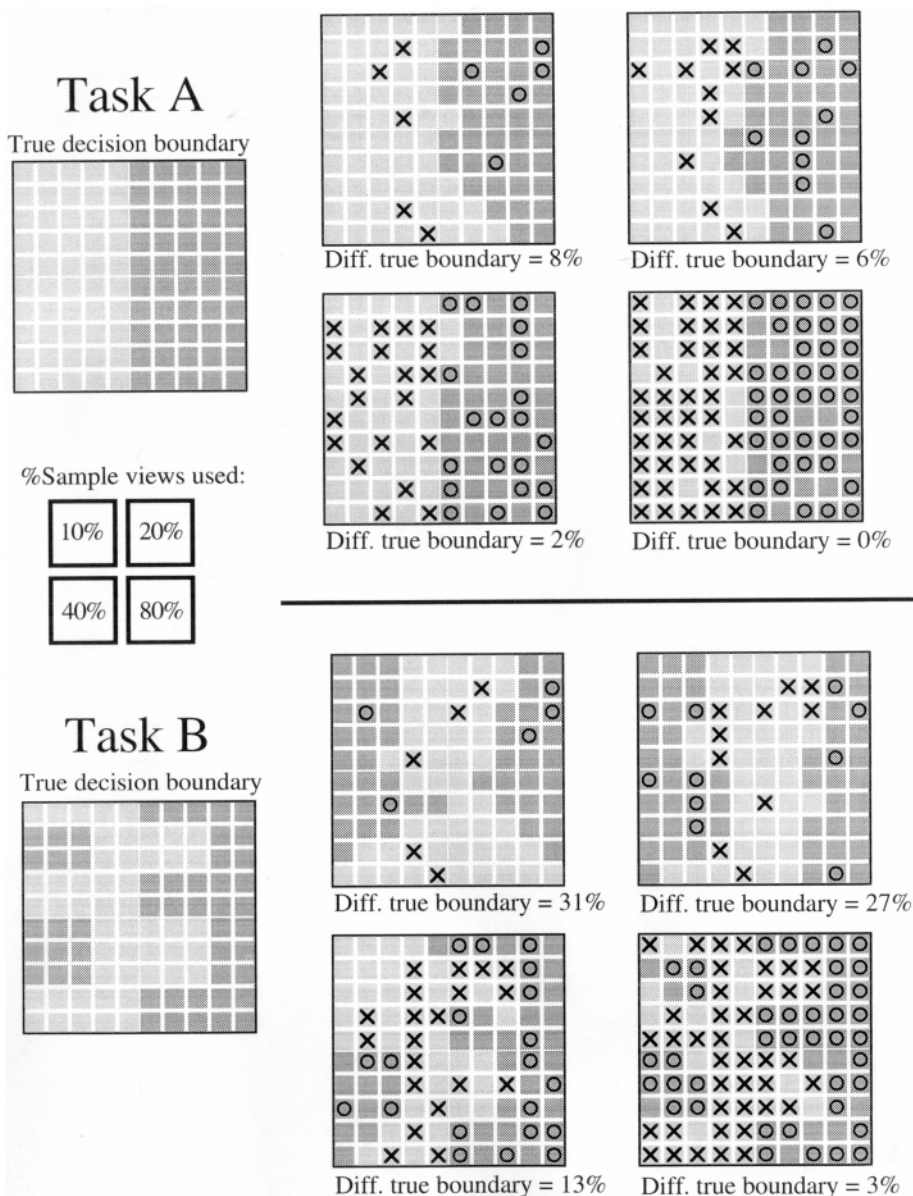 Task A
True decision boundary
Diff. true boundary = 8%
Diff. true boundary = 6%
Diff. true boundary = 2%
Diff. true boundary = 0%
%Sample views used:
10%
20%
40%
80%
Task B
True decision boundary
Diff. true boundary = 31%
Diff. true boundary = 27%
Diff. true boundary = 13%
Diff. true boundary = 3%